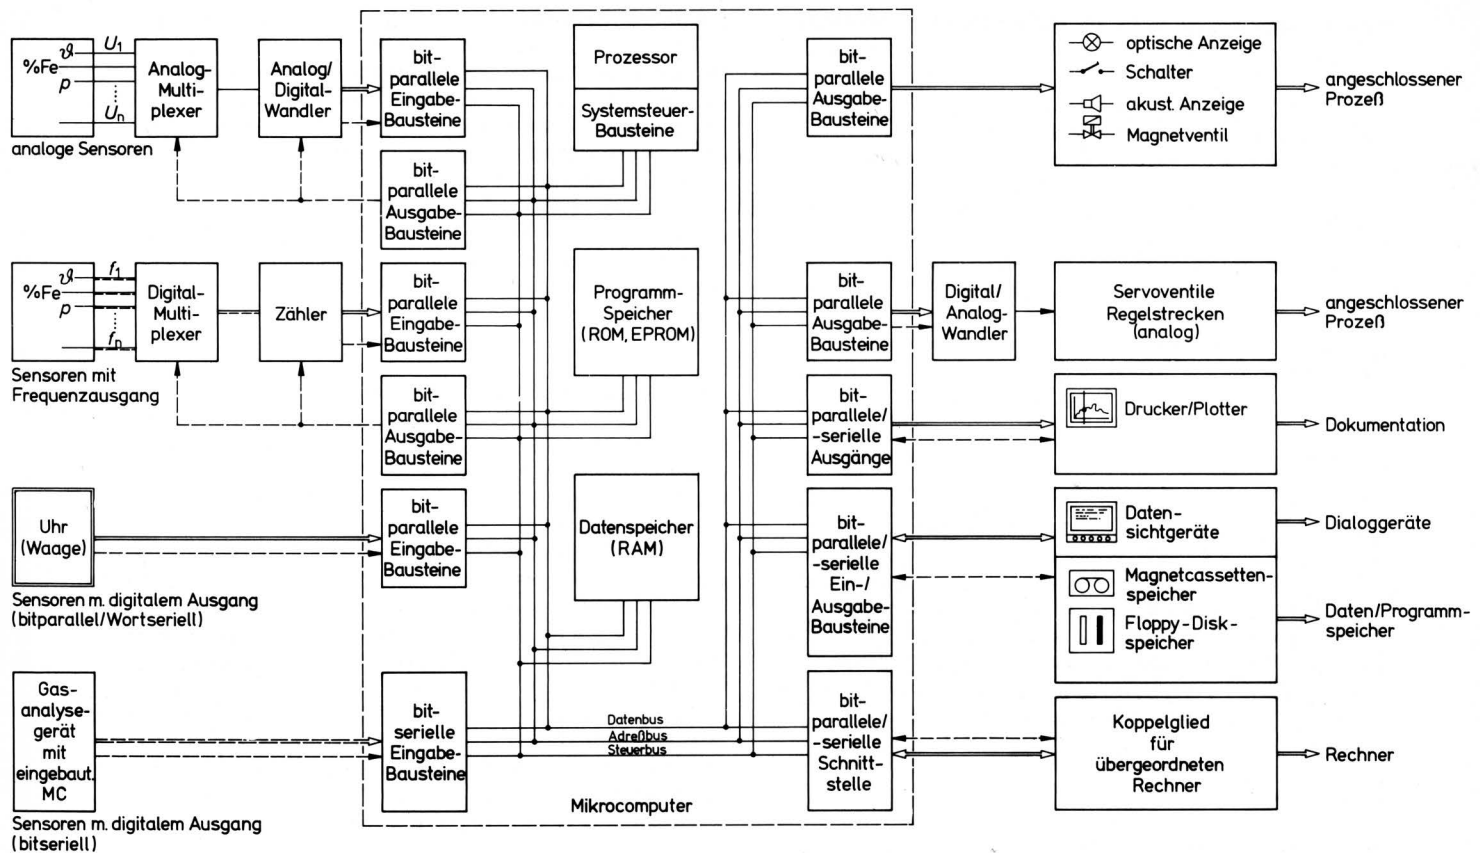 ϑ
%Fe
p
U1
Un
analoge Sensoren
Analog-
Multi-
plexer
Analog/
Digital-
Wandler
bit-
parallele
Eingabe-
Bausteine
bit-
parallele
Ausgabe-
Bausteine
Prozessor
Systemsteuer-
Bausteine
bit-
parallele
Ausgabe-
Bausteine
optische Anzeige
Schalter
akust. Anzeige
Magnetventil
angeschlossener
Prozeß
ϑ
%Fe
p
f1
fn
Sensoren mit
Frequenzausgang
Digital-
Multi-
plexer
Zähler
bit-
parallele
Eingabe-
Bausteine
bit-
parallele
Ausgabe-
Bausteine
Programm-
Speicher
(ROM, EPROM)
bit-
parallele
Ausgabe-
Bausteine
Digital/
Analog-
Wandler
Servoventile
Regelstrecken
(analog)
angeschlossener
Prozeß
bit-
parallele/
-serielle
Ausgänge
Drucker/Plotter
Dokumentation
Uhr
(Waage)
Sensoren m. digitalem Ausgang
(bitparallel/Wortseriell)
bit-
parallele
Eingabe-
Bausteine
Datenspeicher
(RAM)
bit-
parallele/
-serielle
Ein-/
Ausgabe-
Bausteine
Daten-
sichtgeräte
Dialoggeräte
Magnetcassetten-
speicher
Floppy-Disk-
speicher
Daten/Programm-
speicher
Gas-
analyse-
gerät
mit
eingebaut.
MC
Sensoren m. digitalem Ausgang
(bitseriell)
bit-
serielle
Eingabe-
Bausteine
Datenbus
Adreßbus
Steuerbus
Mikrocomputer
bit-
parallele/
-serielle
Schnitt-
stelle
Koppelglied
für
übergeordneten
Rechner
Rechner